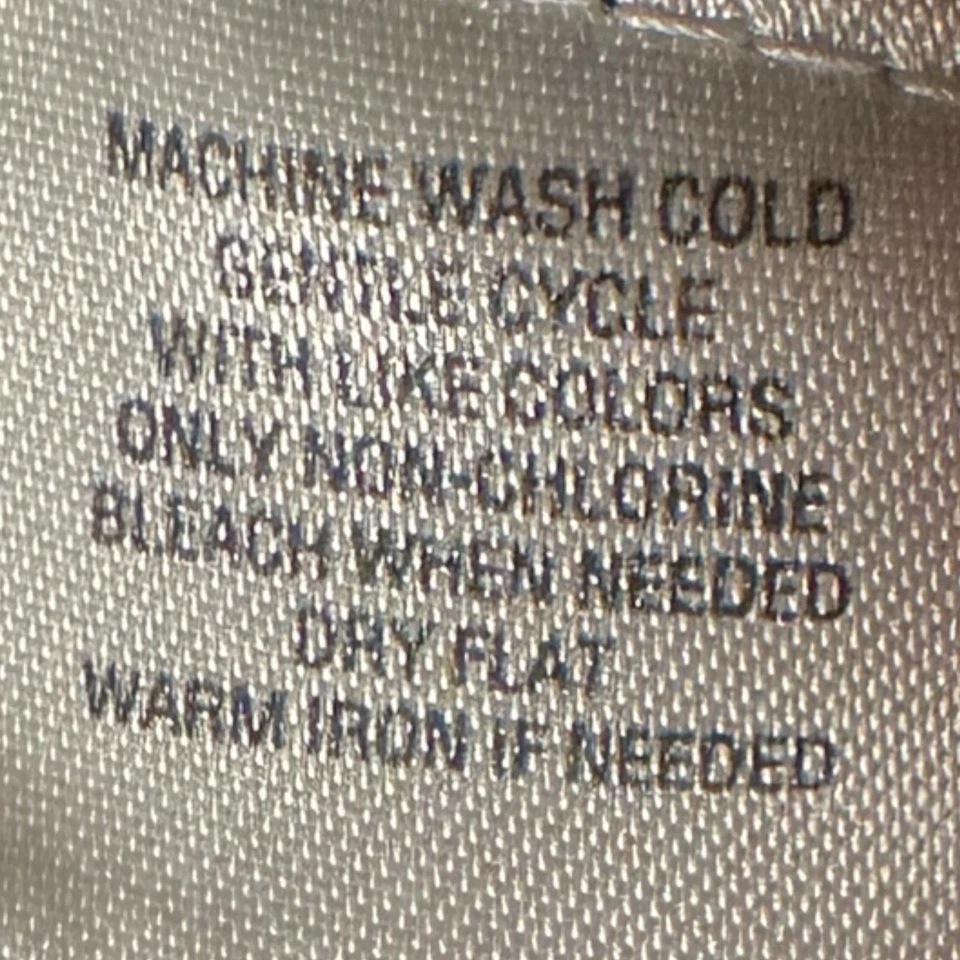 MACHINE WASH COLD
GENTLE CYCLE
WITH LIKE COLORS
ONLY NON-CHLORINE
BLEACH WHEN NEEDED
DRY FLAT
WARM IRON IF NEEDED